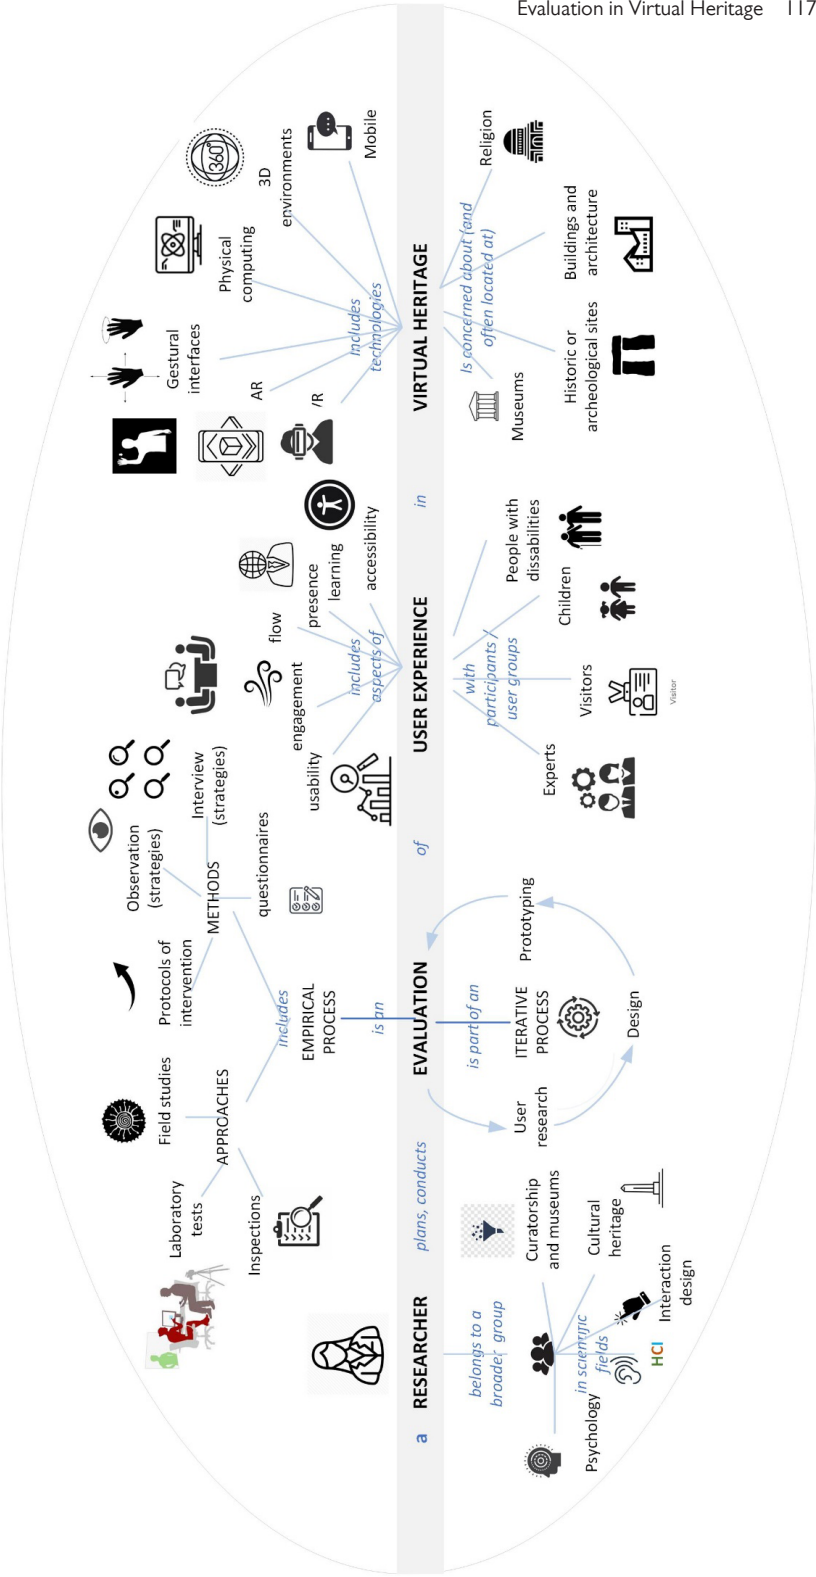 Evaluation in Virtual Heritage 117
a RESEARCHER plans, conducts EVALUATION of USER EXPERIENCE in VIRTUAL HERITAGE
Laboratory
tests
Field studies
Inspections
APPROACHES
Protocols of
intervention
Observation
(strategies)
Interview
(strategies)
METHODS
questionnaires
includes
EMPIRICAL
PROCESS
is an
usability
engagement
flow
presence
learning
accessibility
includes
aspects of
Gestural
interfaces
AR
/R
Physical
computing
3D
environments
360°
Mobile
Includes
technologies
belongs to a
broader group
in scientific
fields
Psychology
HCI
Interaction
design
Cultural
heritage
Curatorship
and museums
is part of an
ITERATIVE
PROCESS
User
research
Design
Prototyping
with
participants /
user groups
Experts
Visitors
Visitor
Children
People with
dissabilities
Is concerned about (and
often located at)
Museums
Historic or
archeological sites
Buildings and
architecture
Religion